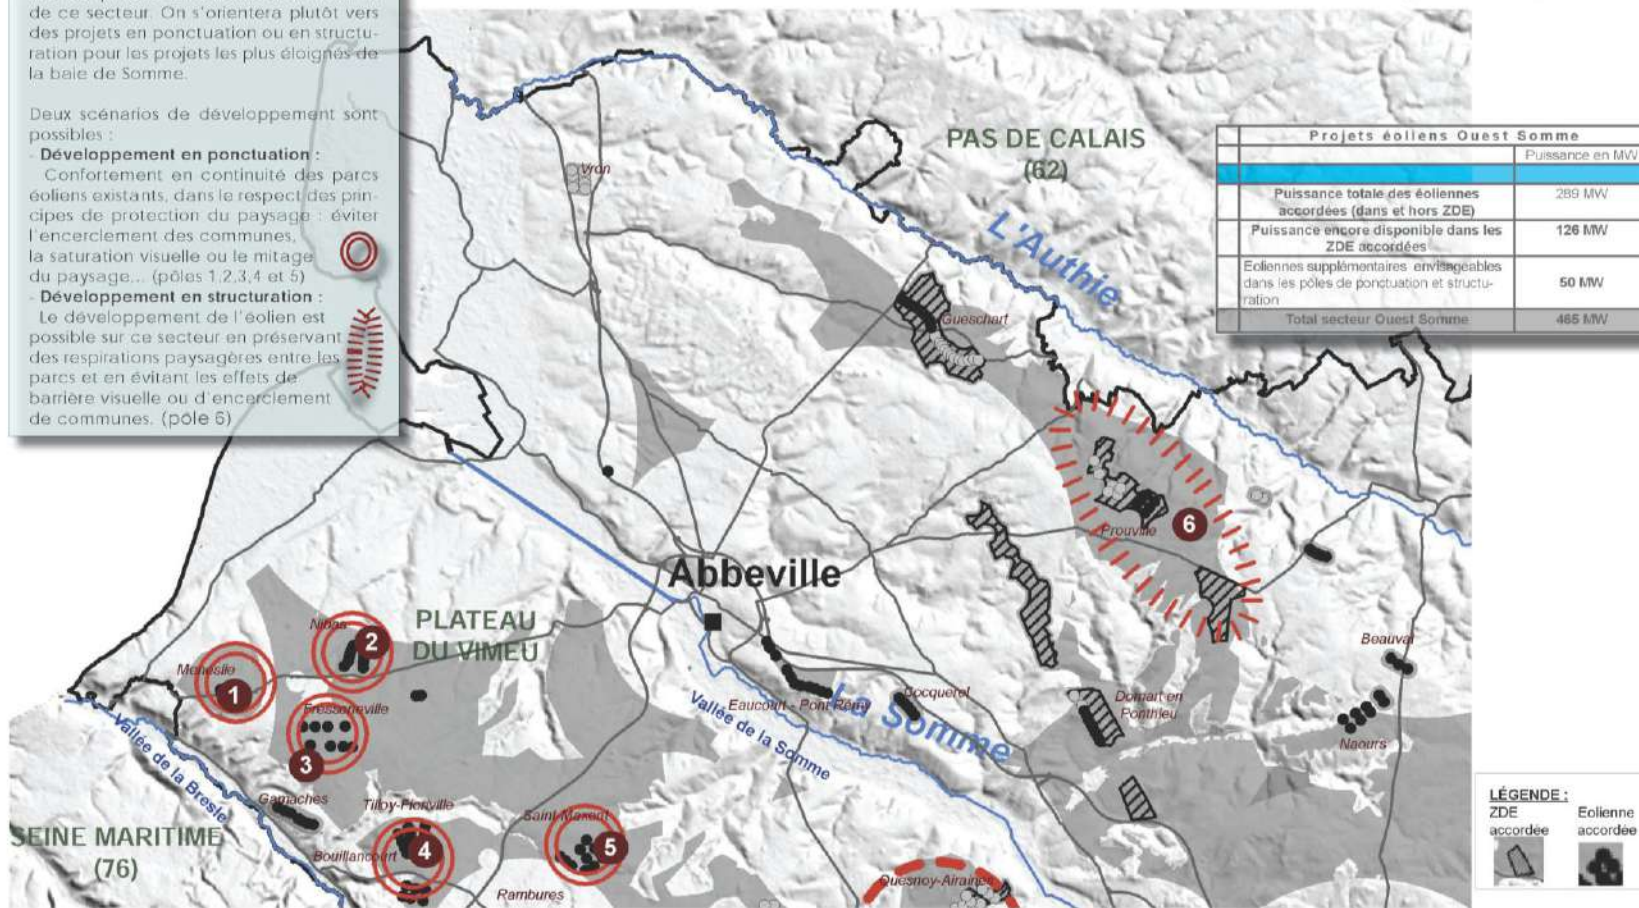 de ce secteur. On s'orientera plutôt vers
des projets en ponctuation ou en structu-
ration pour les projets les plus éloignés de
la baie de Somme.
Deux scénarios de développement sont
possibles :
- Développement en ponctuation :
Confortement en continuité des parcs
éoliens existants, dans le respect des prin-
cipes de protection du paysage : éviter
l'encerclement des communes,
la saturation visuelle ou le mitage
du paysage... (pôles 1,2,3,4 et 5)
- Développement en structuration :
Le développement de l'éolien est
possible sur ce secteur en préservant
des respirations paysagères entre les
parcs et en évitant les effets de
barrière visuelle ou d'encerclement
de communes. (pôle 6)
PAS DE CALAIS
(62)
Projets éoliens Ouest Somme
Puissance en MW
Puissance totale des éoliennes
accordées (dans et hors ZDE)
289 MW
Puissance encore disponible dans les
ZDE accordées
126 MW
Eoliennes supplémentaires envisageables
dans les pôles de ponctuation et structu-
ration
50 MW
Total secteur Ouest Somme
465 MW
Vron
L'Authie
Gueschart
Prouville
6
Abbeville
PLATEAU
DU VIMEU
Nibas
2
Menéslie
1
Fressenneville
3
Beauval
Naours
Domart en
Ponthieu
Cocquerel
Eaucourt - Pont Rémy
La Somme
Vallée de la Somme
Vallée de la Bresle
Gamaches
Tilloy-Floriville
Saint Maxent
5
SEINE MARITIME
(76)
Bouillancourt
4
Rambures
Quesnoy-Airaines
LÉGENDE :
ZDE
accordée
Eolienne
accordée